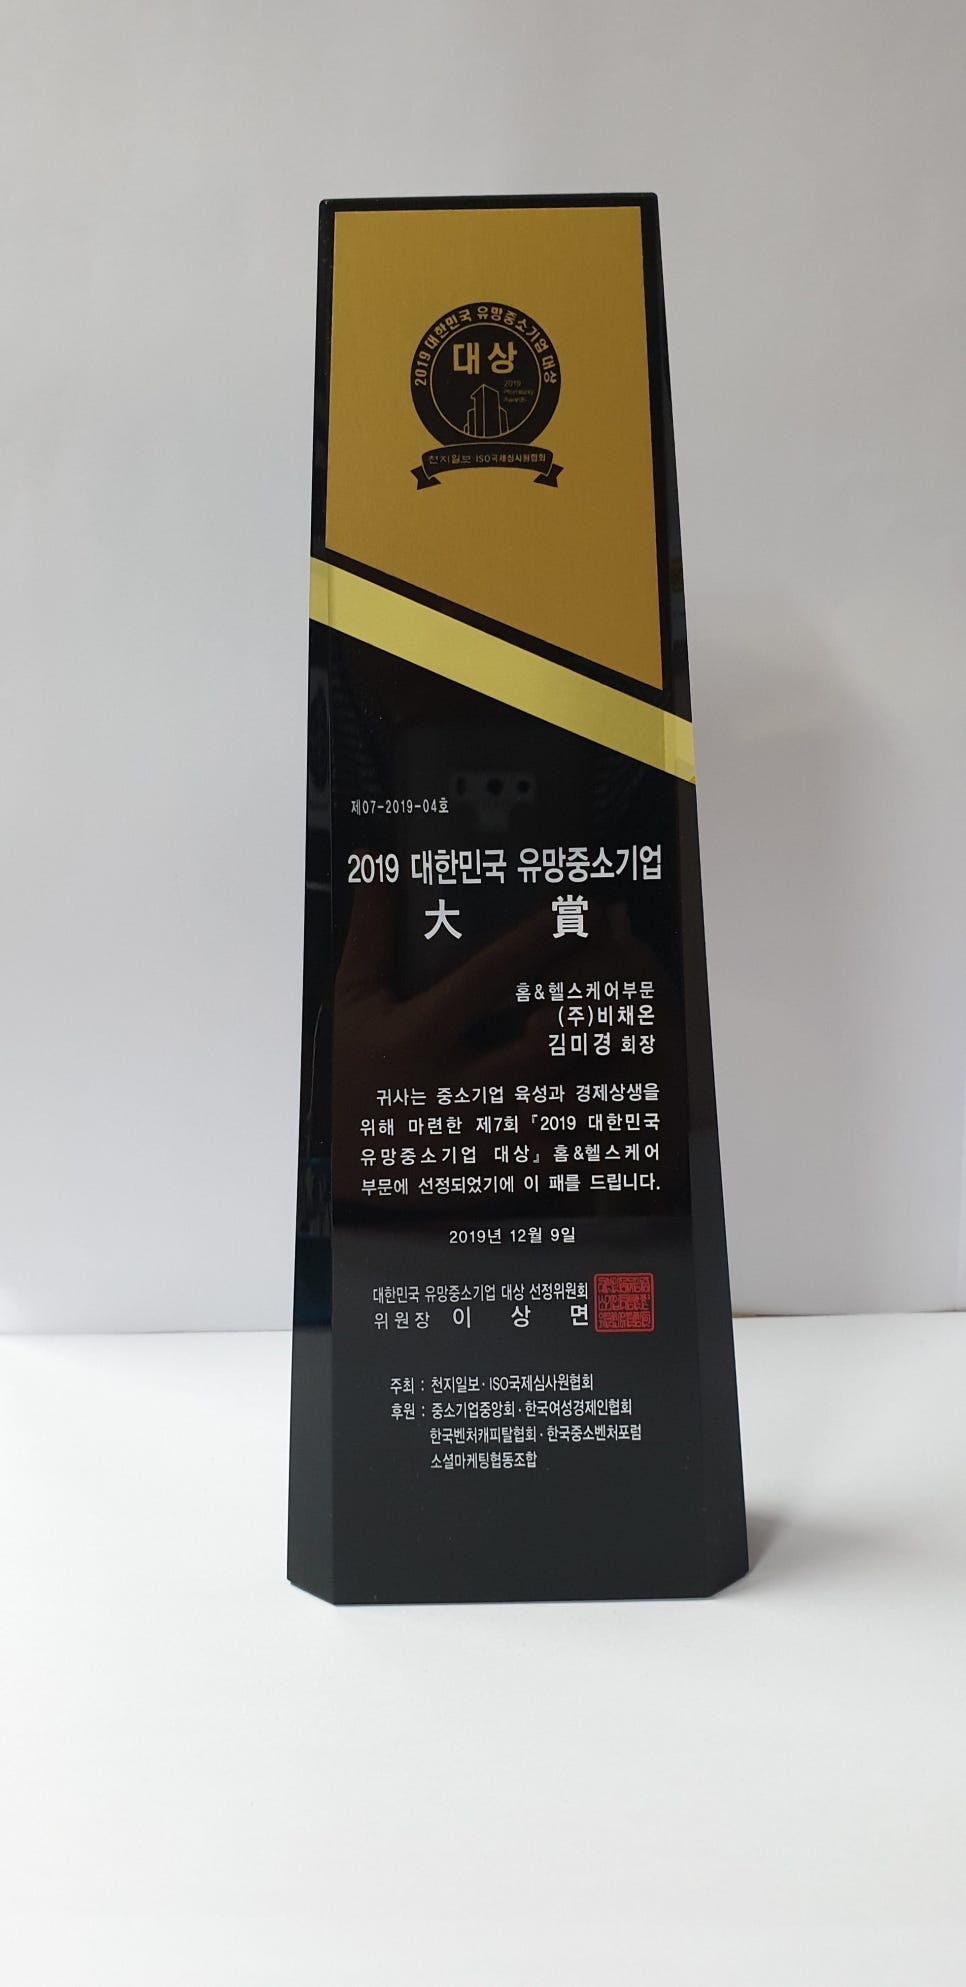 2019 대한민국 유망중소기업 대상
대상
2019
Awards
천지일보·ISO국제심사원협회
제07-2019-04호
2019 대한민국 유망중소기업
大 賞
홈&헬스케어부문
(주)비채온
김미경 회장
귀사는 중소기업 육성과 경제상생을
위해 마련한 제7회 『2019 대한민국
유망중소기업 대상』 홈&헬스케어
부문에 선정되었기에 이 패를 드립니다.
2019년 12월 9일
대한민국 유망중소기업 대상 선정위원회
위원장 이 상 면
주최 : 천지일보·ISO국제심사원협회
후원 : 중소기업중앙회·한국여성경제인협회
한국벤처캐피탈협회·한국중소벤처포럼
소셜마케팅협동조합